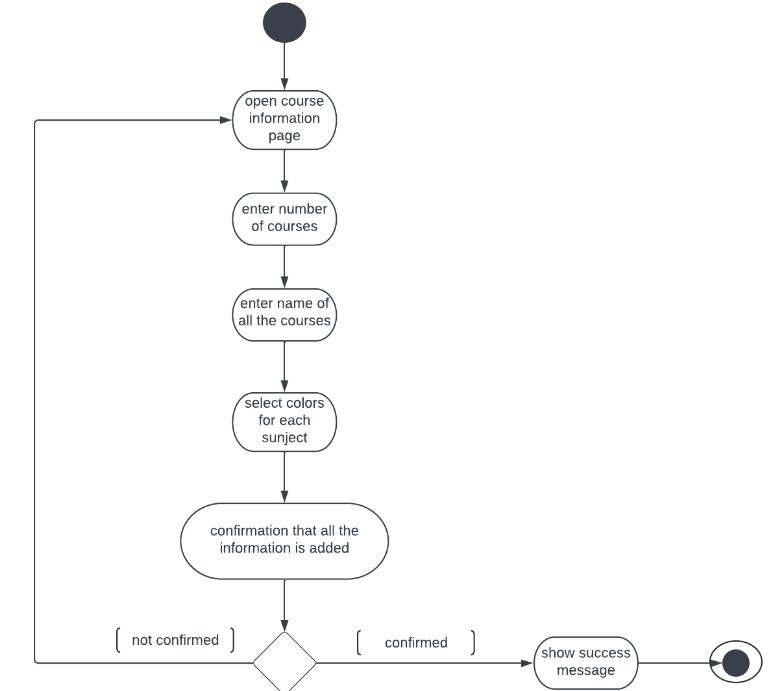 open course
information
page
enter number
of courses
enter name of
all the courses
select colors
for each
sunject
confirmation that all the
information is added
not confirmed
confirmed
show success
message